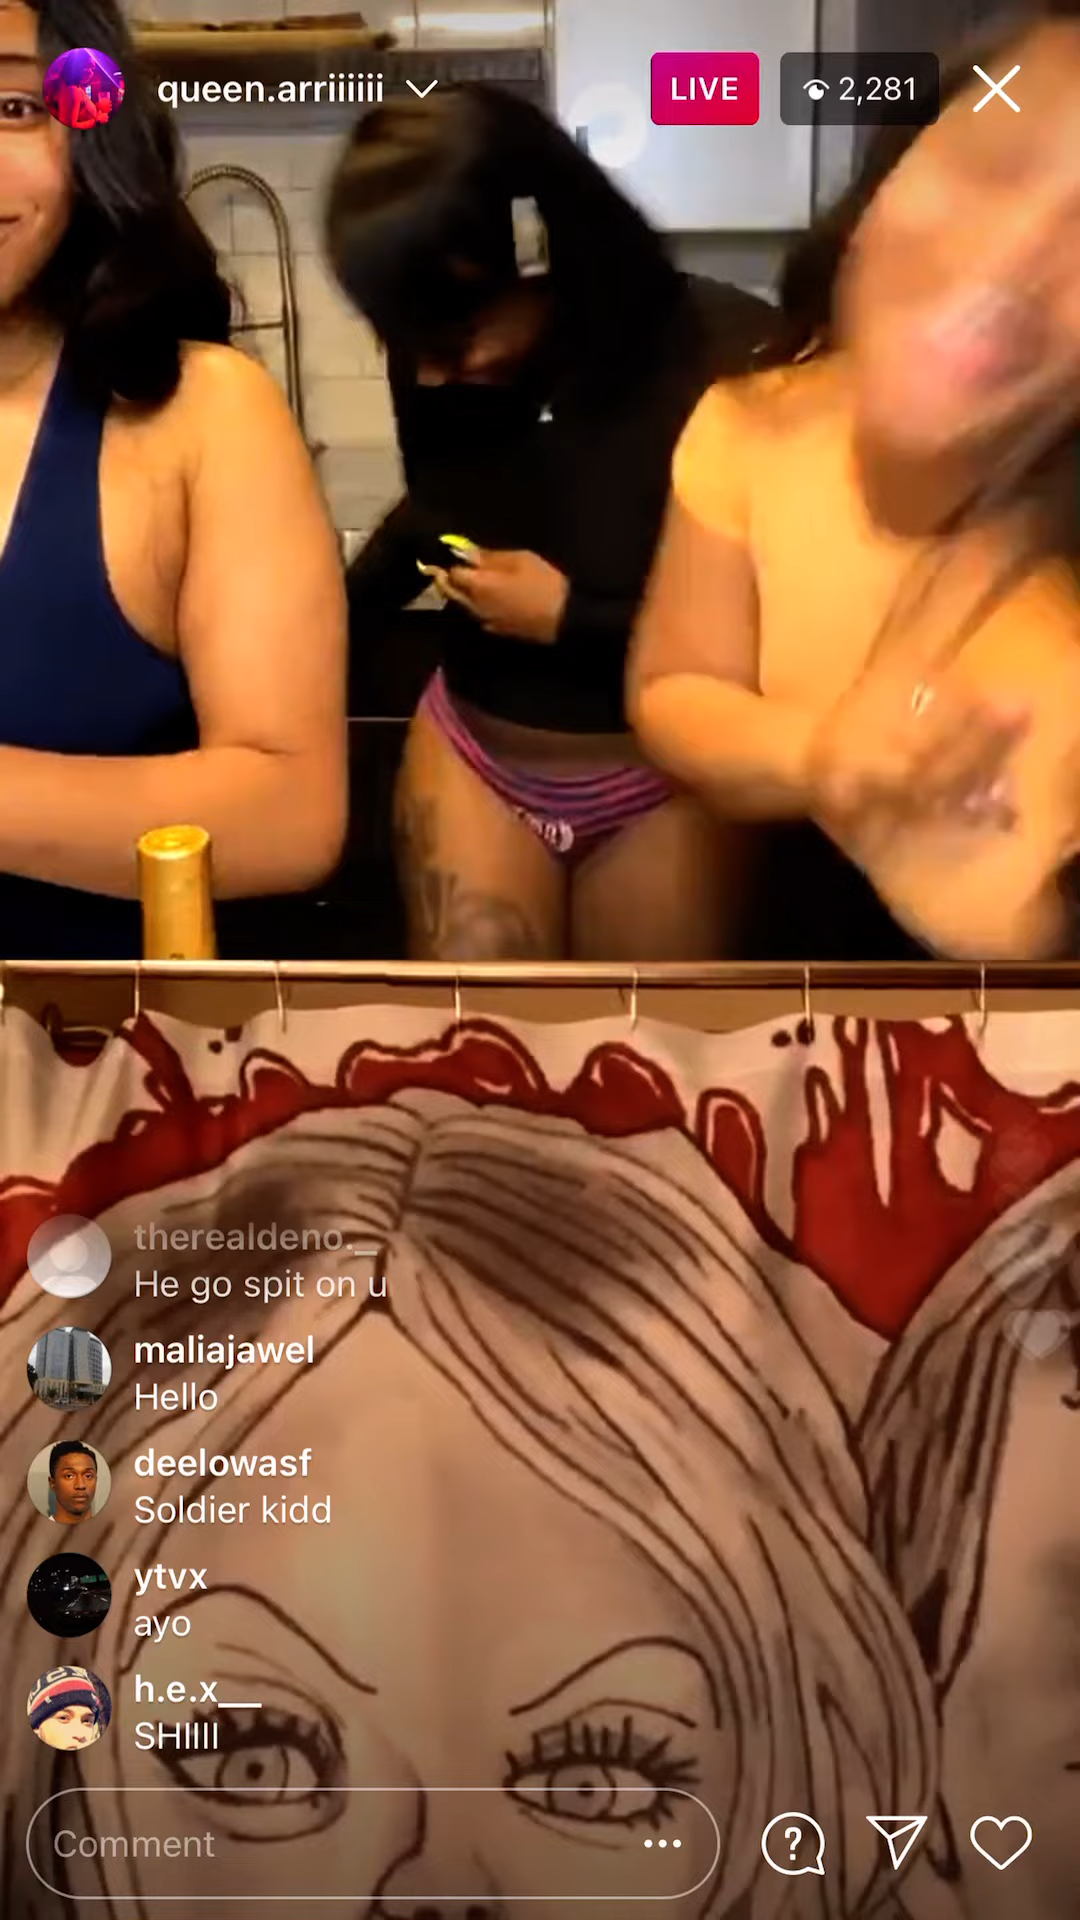 queen.arriiiiii
LIVE
2,281
therealdeno._
He go spit on u
maliajawel
Hello
deelowasf
Soldier kidd
ytvx
ayo
h.e.x__
SHIIII
Comment